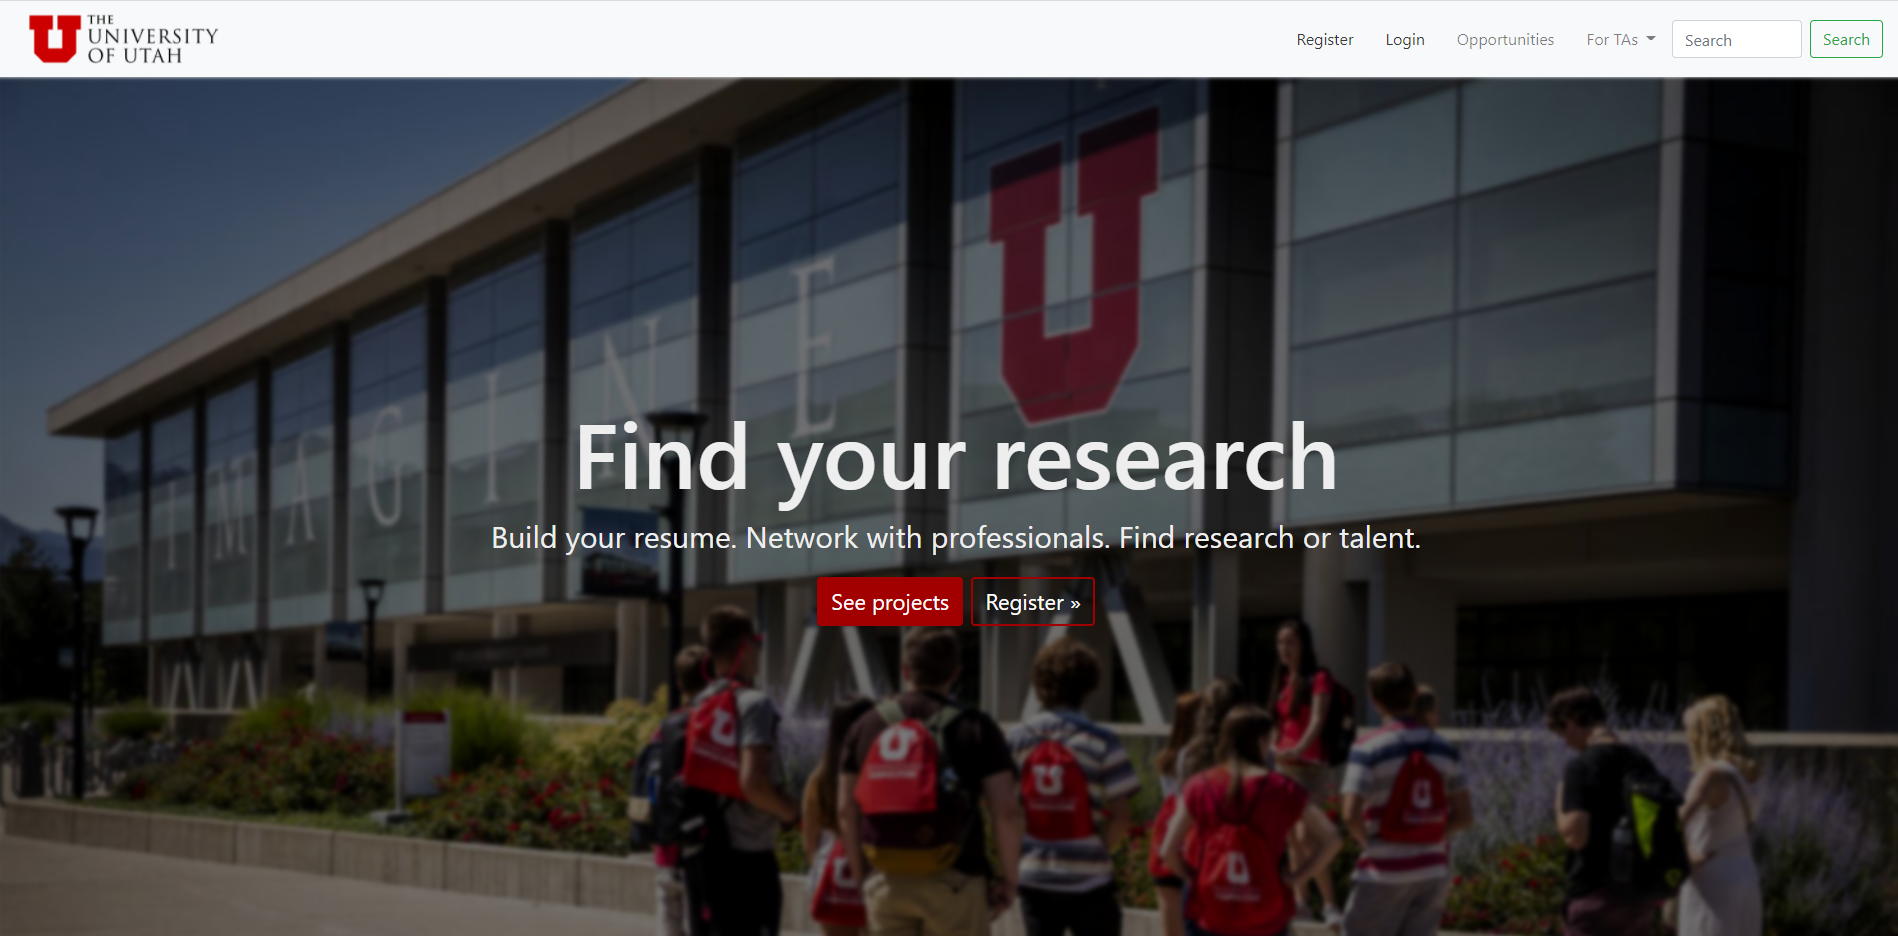 THE
UNIVERSITY
OF UTAH
Register Login Opportunities For TAs Search Search
IMAGINE U
Find your research
Build your resume. Network with professionals. Find research or talent.
See projects Register »